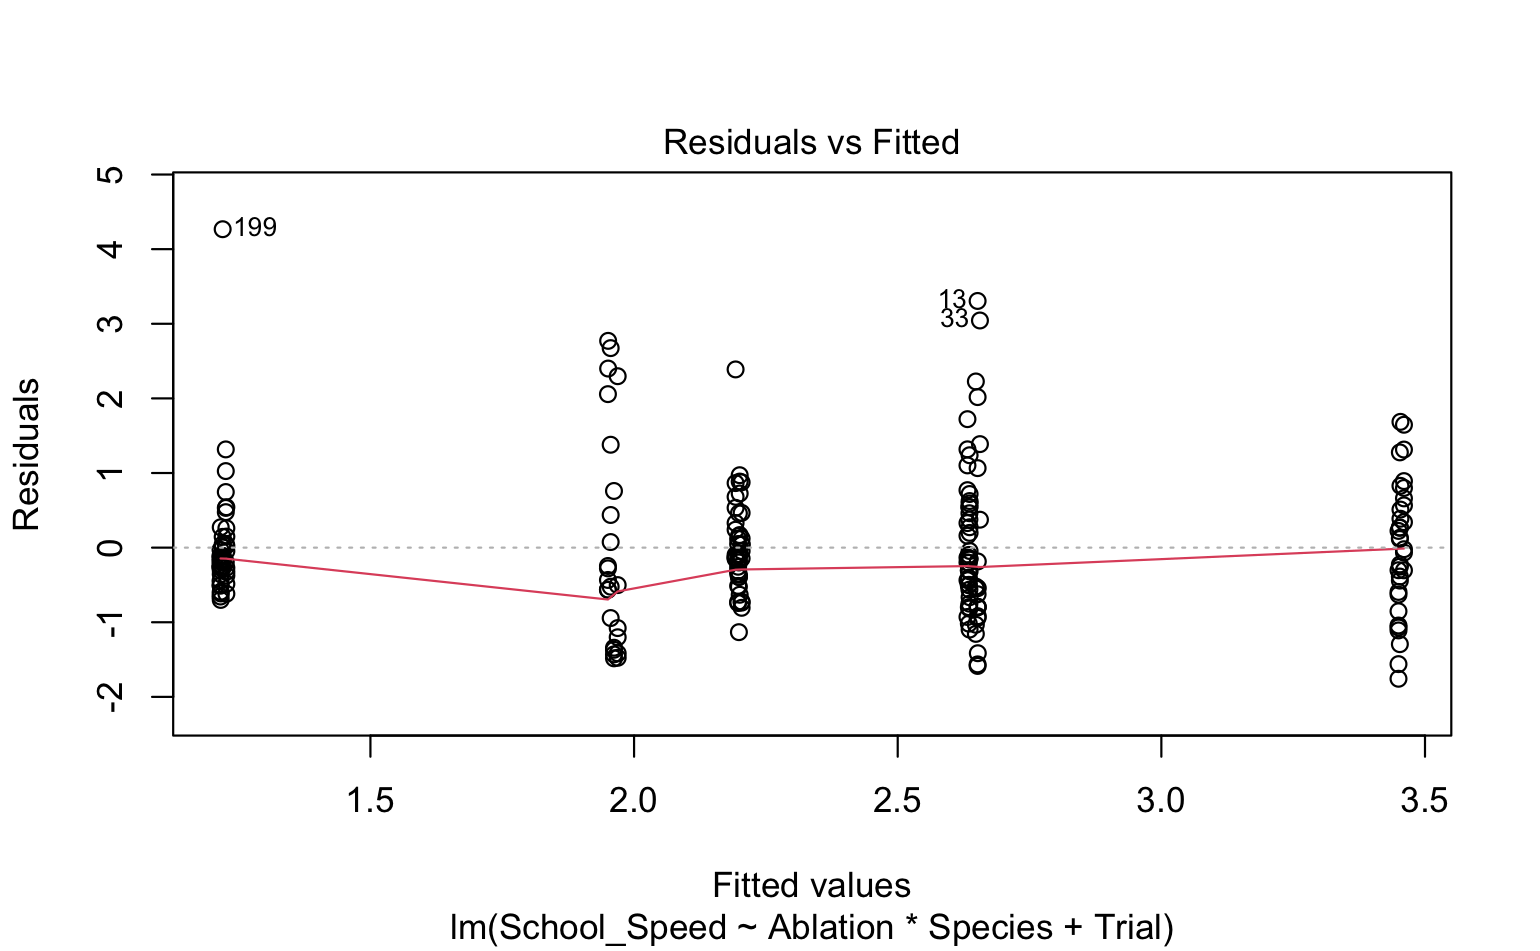 Residuals vs Fitted
5
4
3
2
1
0
-1
-2
Residuals
199
13
33
1.5 2.0 2.5 3.0 3.5
Fitted values
lm(School_Speed ~ Ablation * Species + Trial)